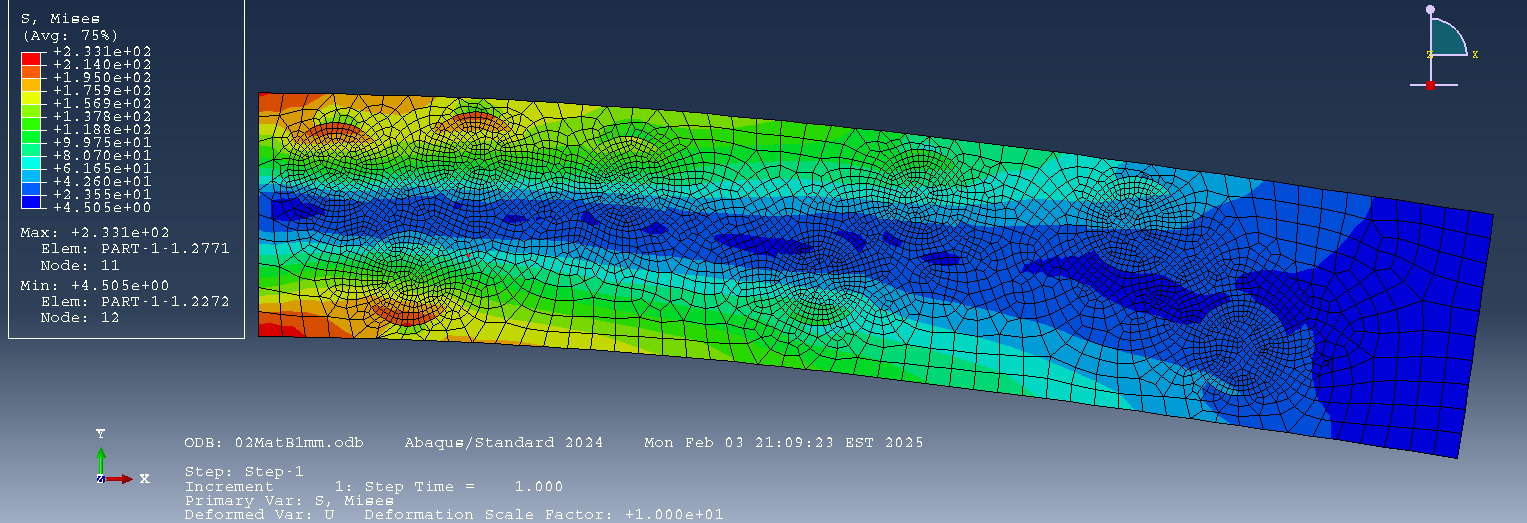 S, Mises
(Avg: 75%)
+2.331e+02
+2.140e+02
+1.950e+02
+1.759e+02
+1.569e+02
+1.378e+02
+1.188e+02
+9.975e+01
+8.070e+01
+6.165e+01
+4.260e+01
+2.355e+01
+4.505e+00
Max: +2.331e+02
Elem: PART-1-1.2771
Node: 11
Min: +4.505e+00
Elem: PART-1-1.2272
Node: 12
Z X
Y
Z X
ODB: 02MatB1mm.odb Abaqus/Standard 2024 Mon Feb 03 21:09:23 EST 2025
Step: Step-1
Increment 1: Step Time = 1.000
Primary Var: S, Mises
Deformed Var: U Deformation Scale Factor: +1.000e+01